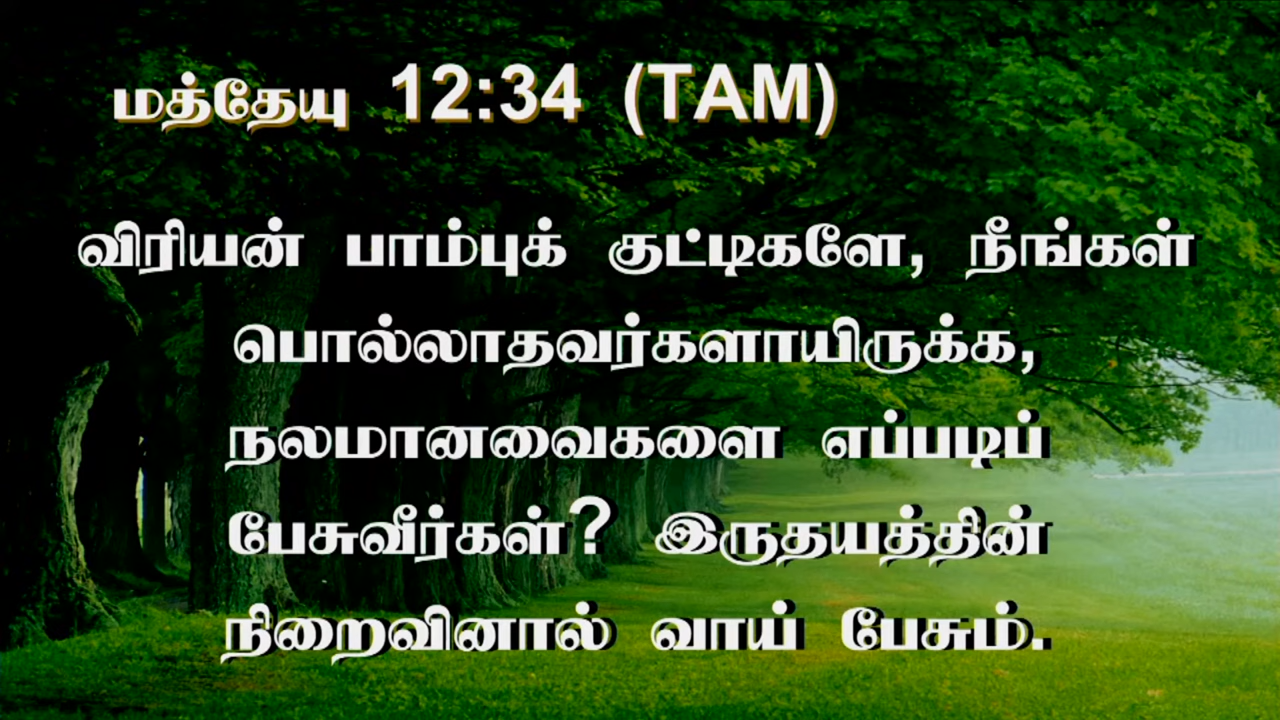 மத்தேயு 12:34 (TAM)
விரியன் பாம்புக் குட்டிகளே, நீங்கள்
பொல்லாதவர்களாயிருக்க,
நலமானவைகளை எப்படிப்
பேசுவீர்கள்? இருதயத்தின்
நிறைவினால் வாய் பேசும்.